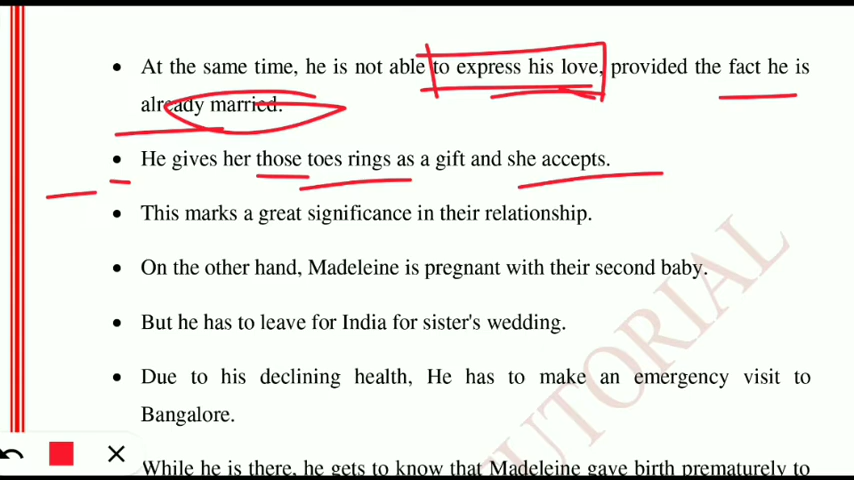 At the same time, he is not able to express his love, provided the fact he is
already married.
He gives her those toes rings as a gift and she accepts.
This marks a great significance in their relationship.
On the other hand, Madeleine is pregnant with their second baby.
But he has to leave for India for sister's wedding.
Due to his declining health, He has to make an emergency visit to
Bangalore.
While he is there, he gets to know that Madeleine gave birth prematurely to
TUTORIAL